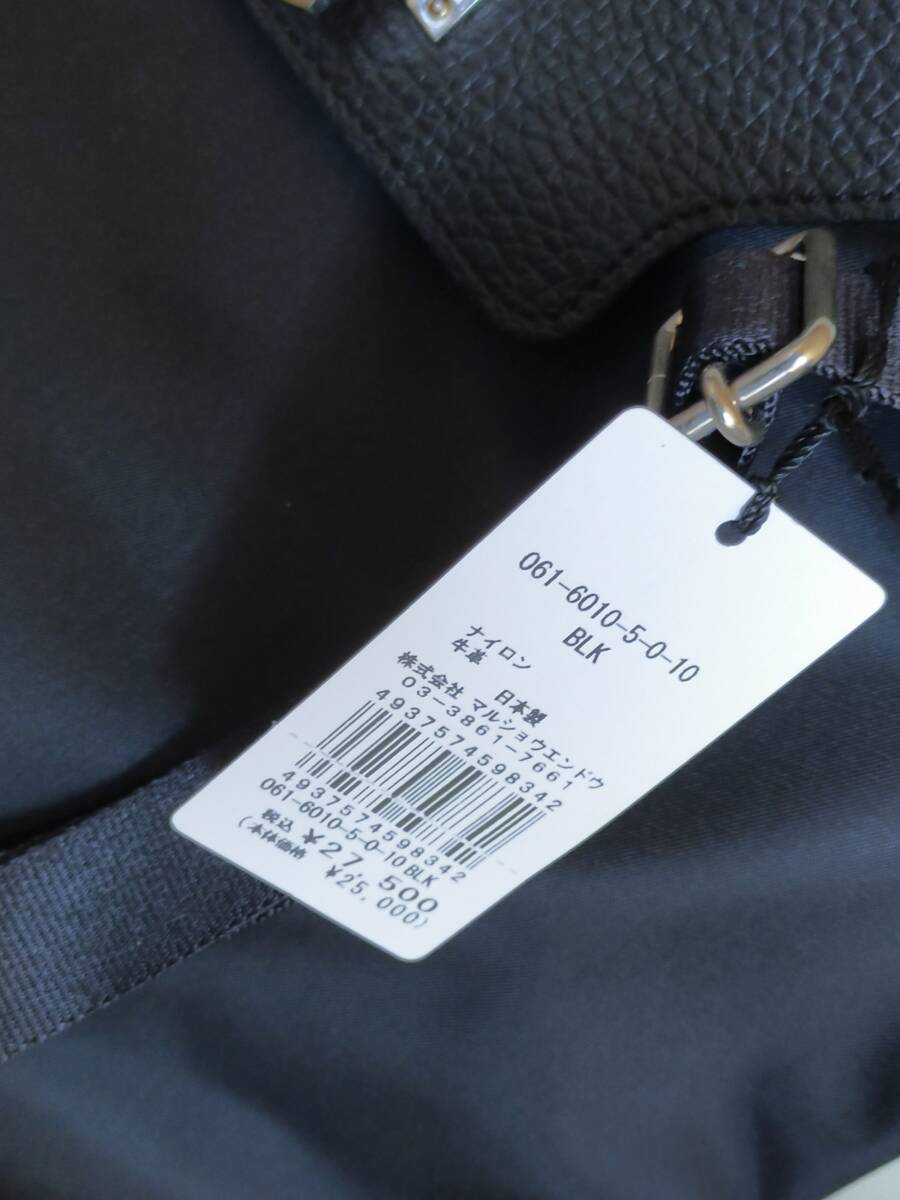 061-6010-5-0-10
BLK
ナイロン
牛革 日本製
株式会社 マルショウエンドウ
03-3861-7661
4937574598342
4937574598342
061-6010-5-0-10 BLK
税込 ¥27,500
(本体価格 ¥25,000)